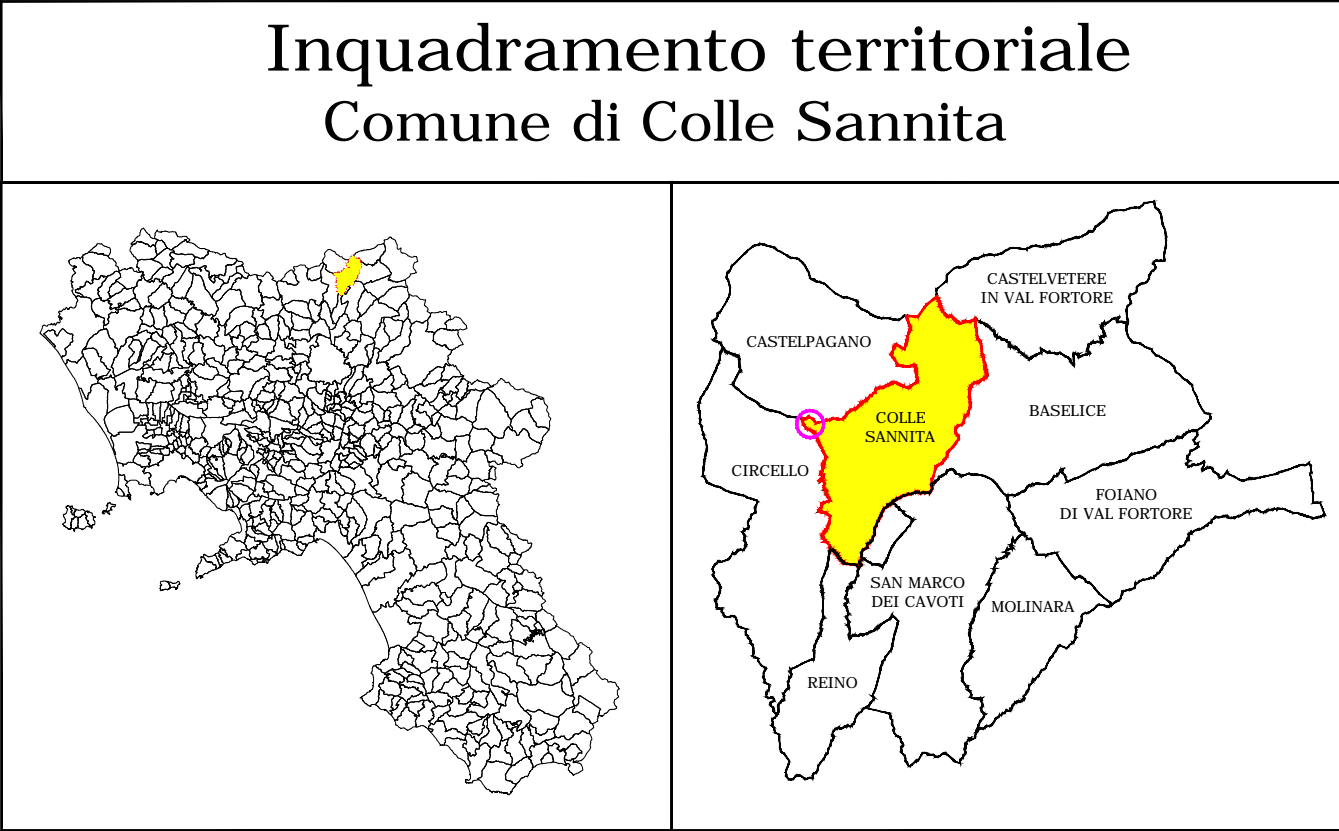 Inquadramento territoriale
Comune di Colle Sannita
CASTELVETERE
IN VAL FORTORE
CASTELPAGANO
COLLE
SANNITA
BASELICE
CIRCELLO
FOIANO
DI VAL FORTORE
SAN MARCO
DEI CAVOTI
MOLINARA
REINO